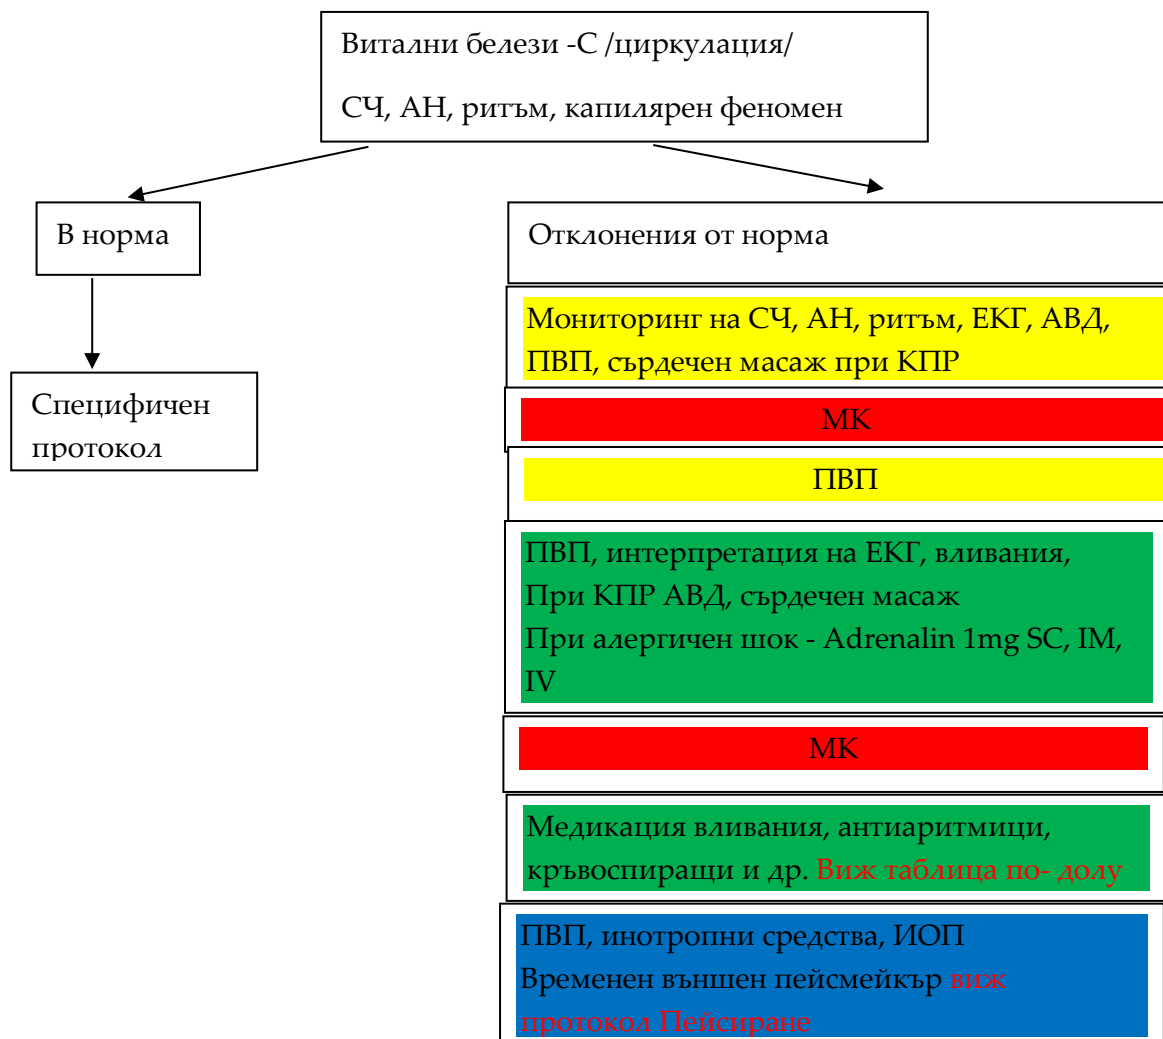 Витални белези -С /циркулация/
СЧ, АН, ритъм, капилярен феномен
В норма
Отклонения от норма
Мониторинг на СЧ, АН, ритъм, ЕКГ, АВД,
ПВП, сърдечен масаж при КПР
Специфичен
протокол
МК
ПВП
ПВП, интерпретация на ЕКГ, вливания,
При КПР АВД, сърдечен масаж
При алергичен шок - Adrenalin 1mg SC, IM,
IV
МК
Медикация вливания, антиаритмици,
кръвоспиращи и др. Виж таблица по- долу
ПВП, инотропни средства, ИОП
Временен външен пейсмейкър виж
протокол Пейсиране